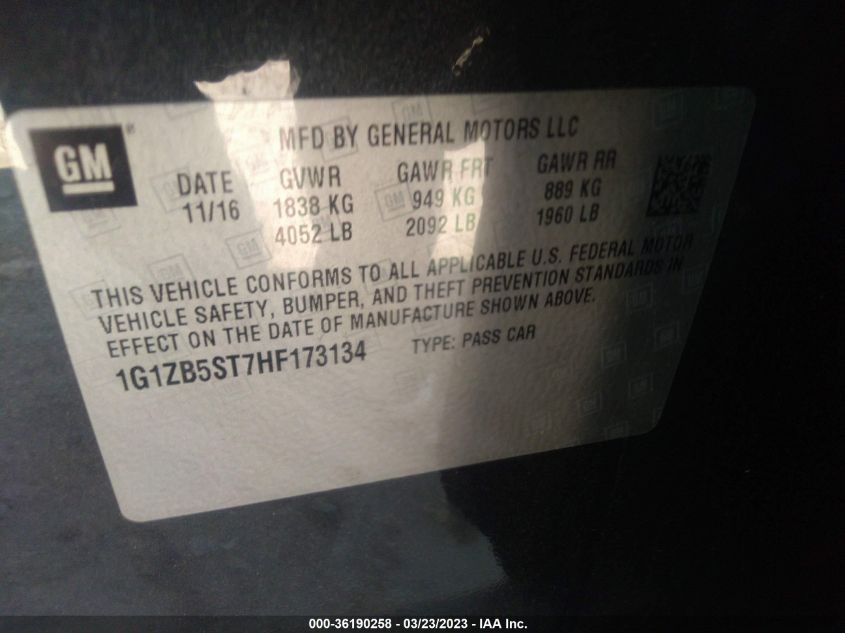 GM
MFD BY GENERAL MOTORS LLC
DATE GVWR GAWR FRT GAWR RR
11/16 1838 KG 949 KG 889 KG
4052 LB 2092 LB 1960 LB
THIS VEHICLE CONFORMS TO ALL APPLICABLE U.S. FEDERAL MOTOR
VEHICLE SAFETY, BUMPER, AND THEFT PREVENTION STANDARDS IN
EFFECT ON THE DATE OF MANUFACTURE SHOWN ABOVE.
1G1ZB5ST7HF173134 TYPE: PASS CAR
000-36190258 - 03/23/2023 - IAA Inc.